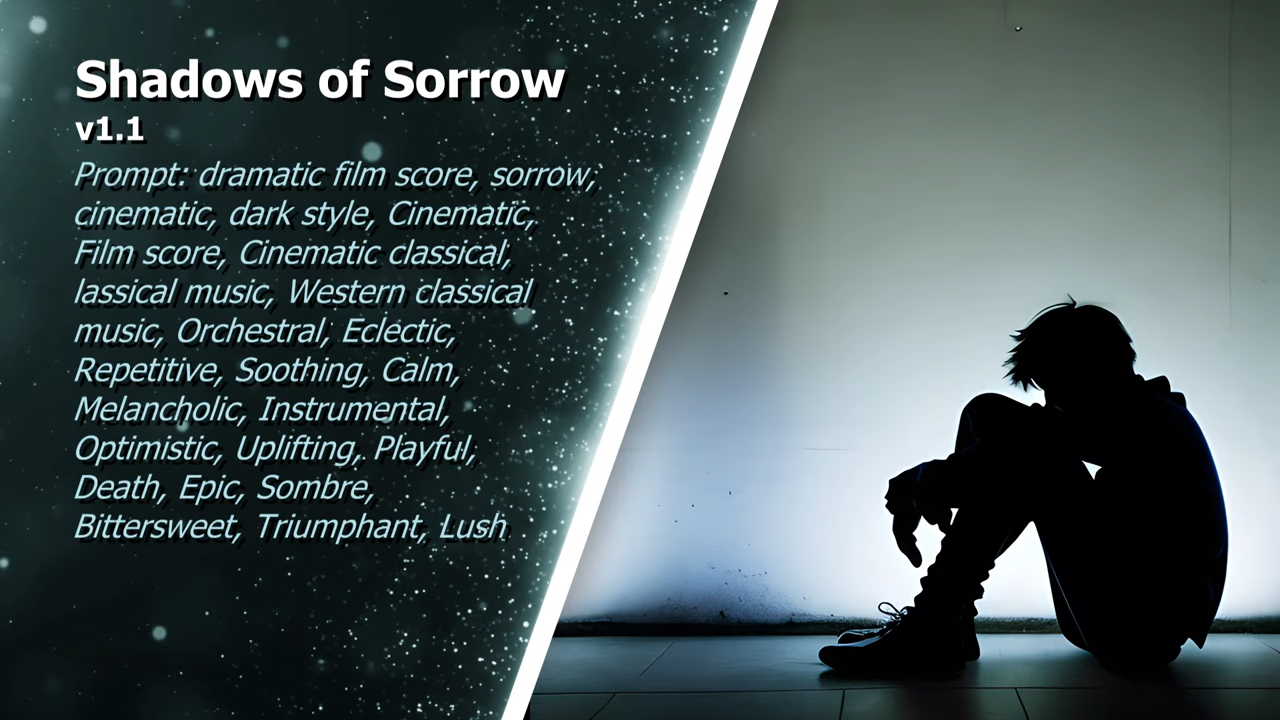 Shadows of Sorrow
v1.1
Prompt: dramatic film score, sorrow,
cinematic, dark style, Cinematic,
Film score, Cinematic classical,
lassical music, Western classical
music, Orchestral, Eclectic,
Repetitive, Soothing, Calm,
Melancholic, Instrumental,
Optimistic, Uplifting, Playful,
Death, Epic, Sombre,
Bittersweet, Triumphant, Lush